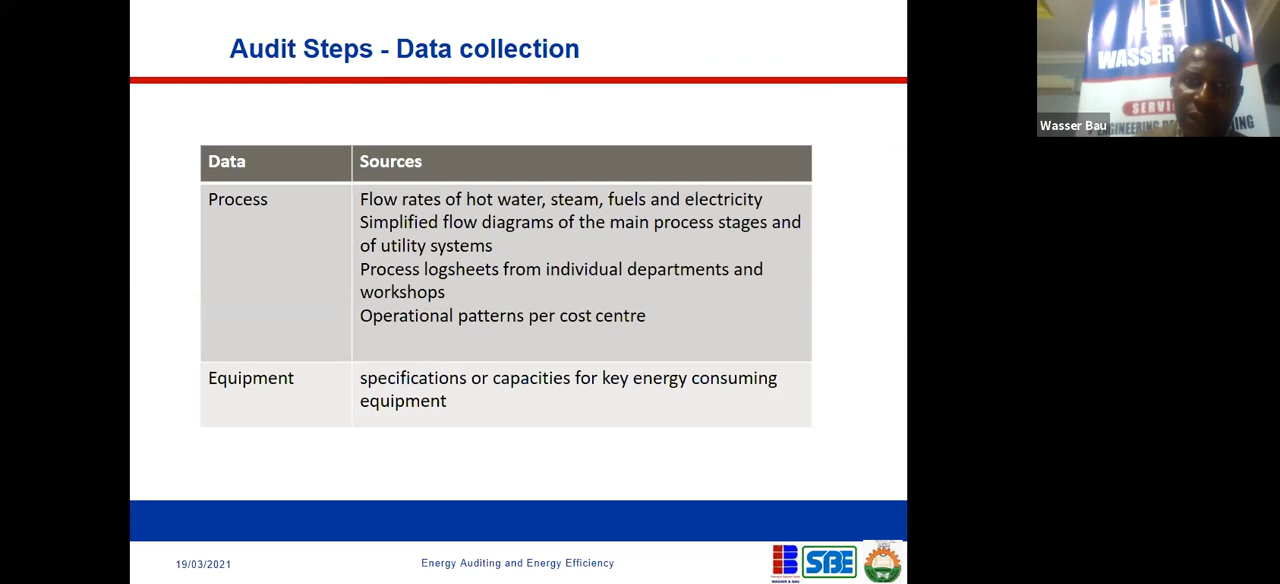 Audit Steps - Data collection
Data
Sources
Process
Flow rates of hot water, steam, fuels and electricity
Simplified flow diagrams of the main process stages and
of utility systems
Process logsheets from individual departments and
workshops
Operational patterns per cost centre
Equipment
specifications or capacities for key energy consuming
equipment
19/03/2021
Energy Auditing and Energy Efficiency
WASSER & BAU
SBE
WASSER
Wasser Bau